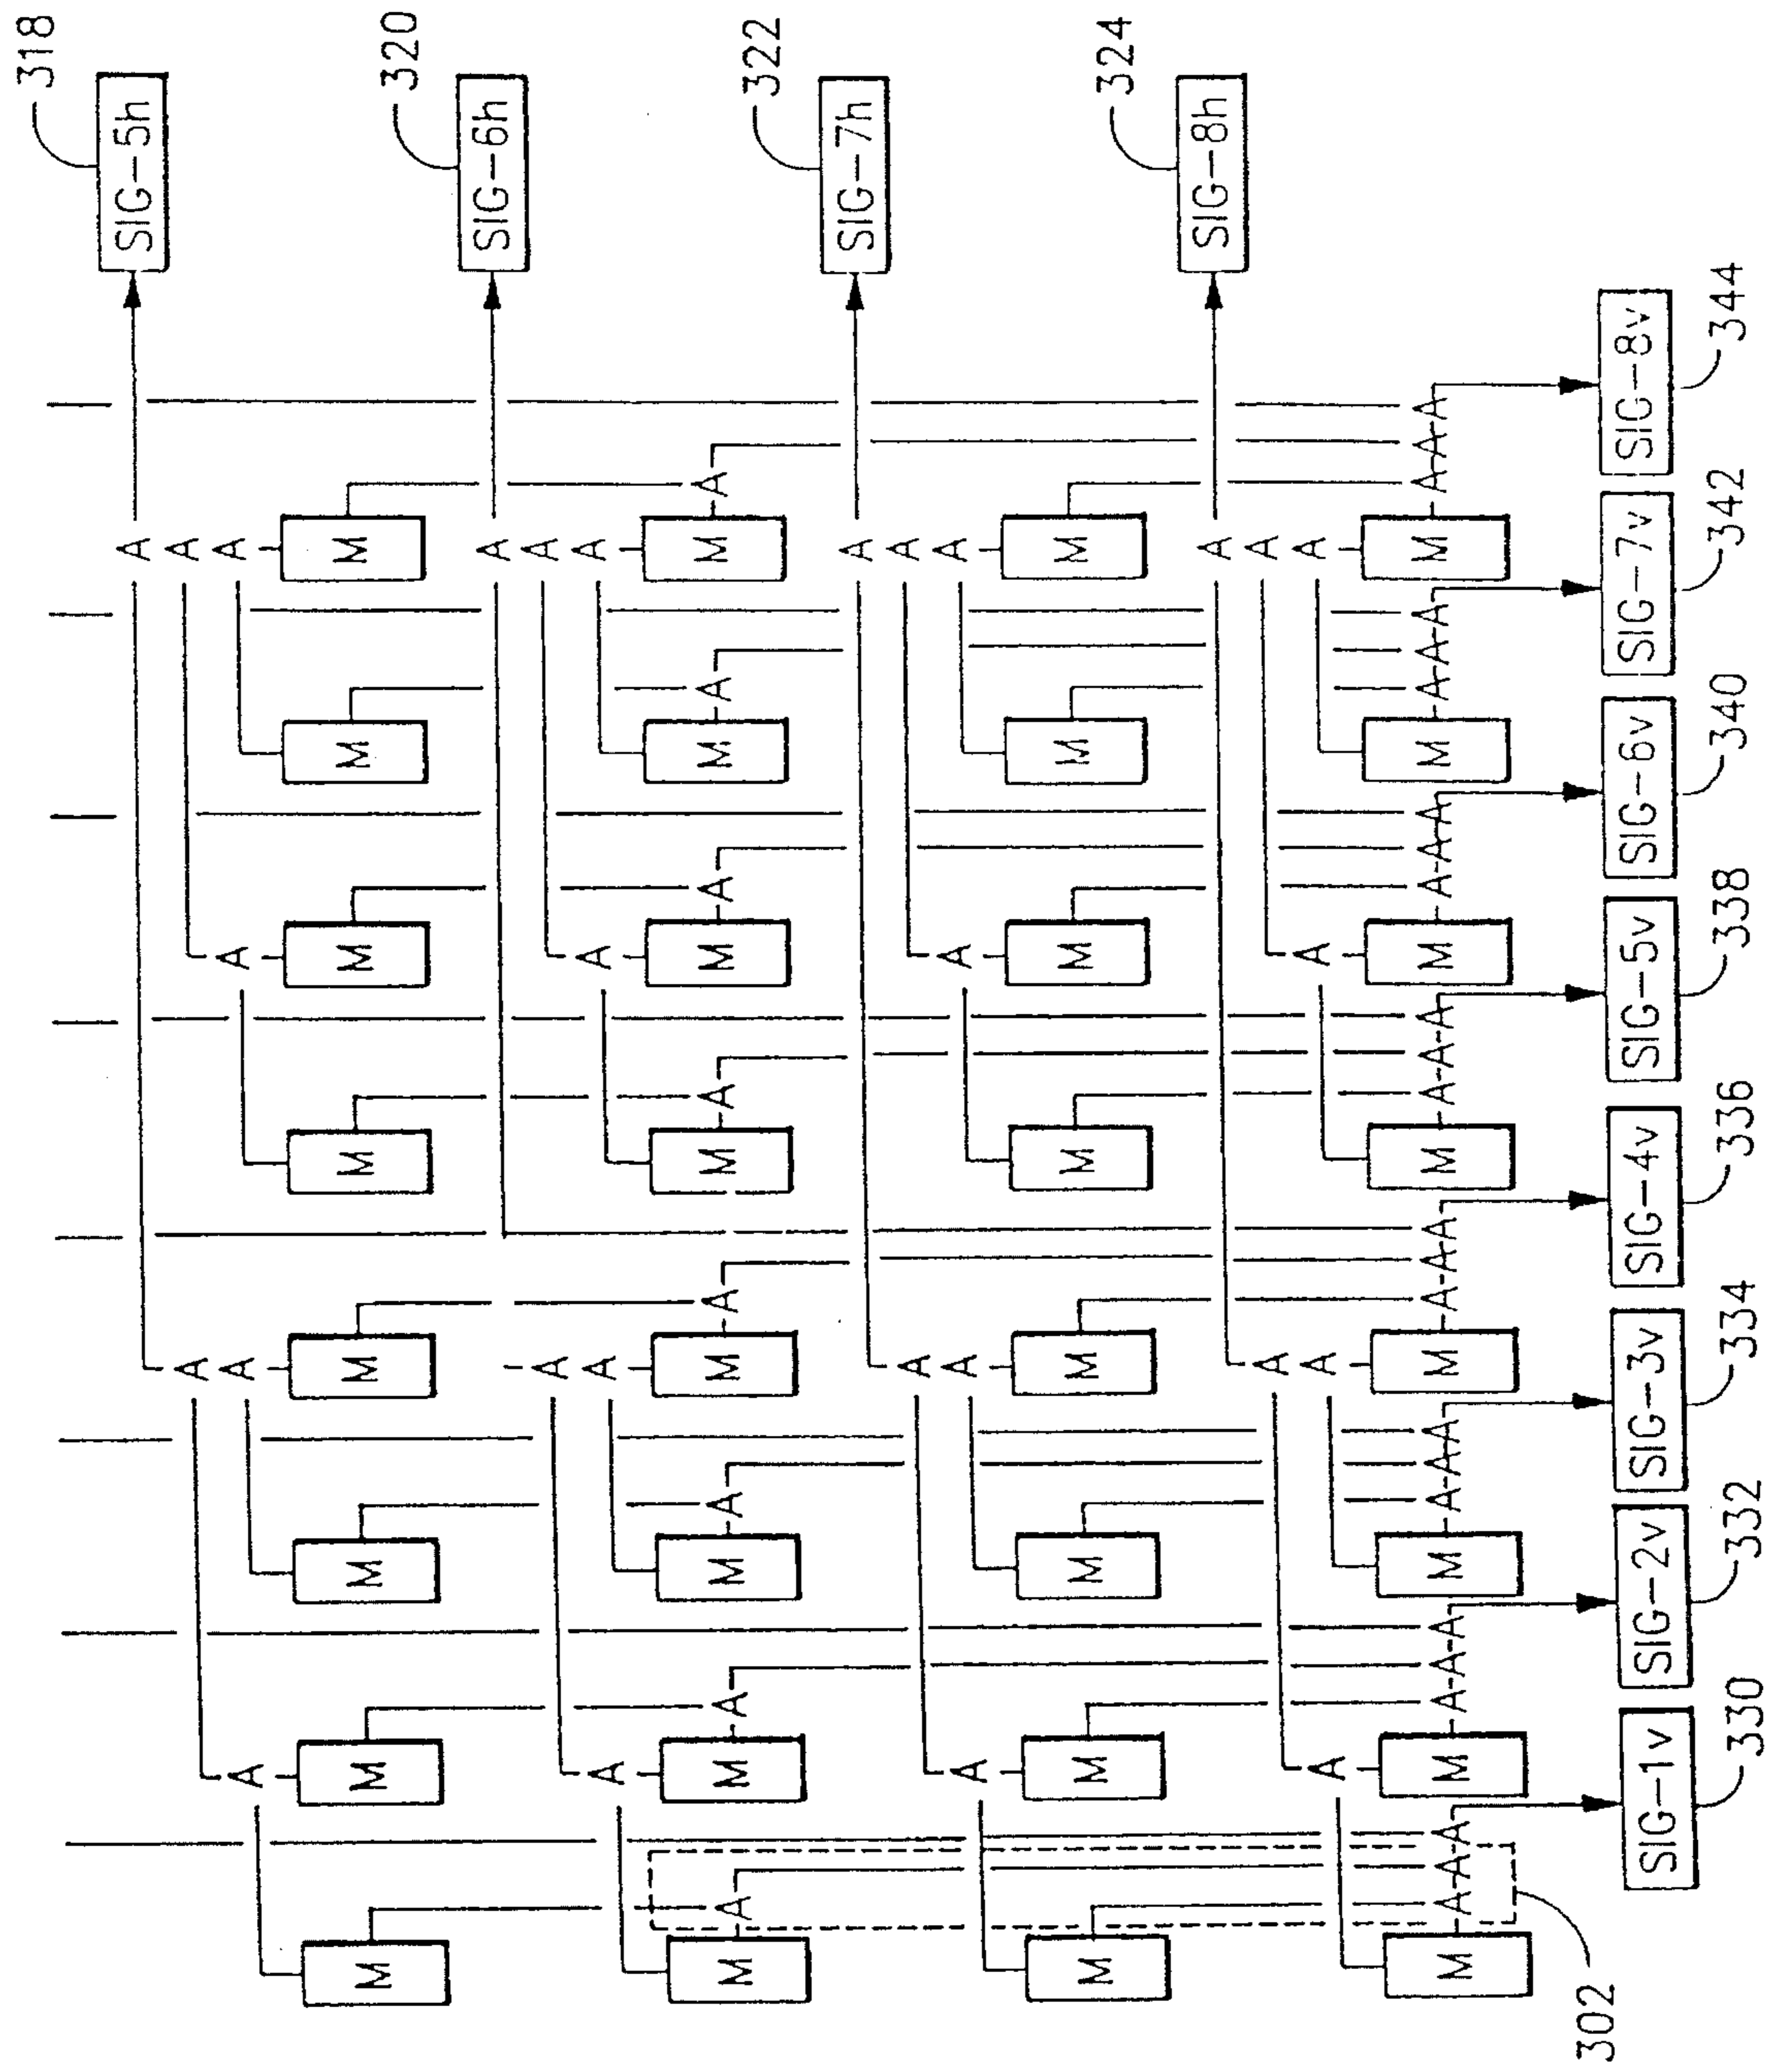 318
A SIG-5h
A A
A A A A
M M M M M M M M
320
A SIG-6h
A A
A A A A
M A M A M A M A M A M A M A M A
322
A SIG-7h
A A
A A A A
M M M M M M M M
324
A SIG-8h
A A
A A A A
M A A A M A A A M A A A M A A A M A A A M A A A M A A A M A A A
302
SIG-1v SIG-2v SIG-3v SIG-4v SIG-5v SIG-6v SIG-7v SIG-8v
330 332 334 336 338 340 342 344